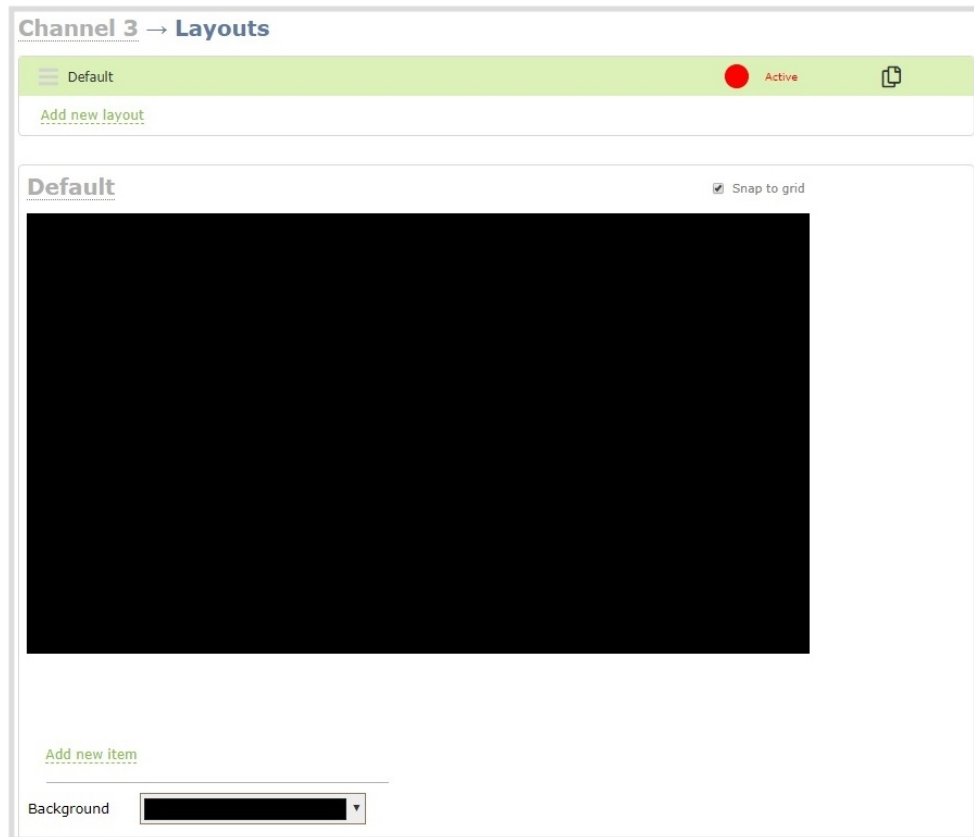 Channel 3 → Layouts
Default Active
Add new layout
Default Snap to grid
Add new item
Background